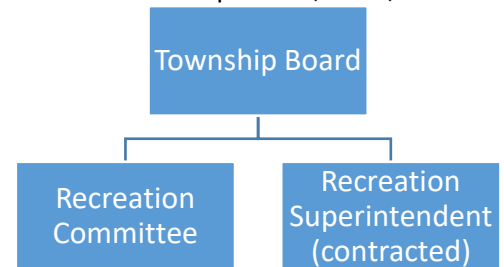 Township Board
Recreation
Committee
Recreation
Superintendent
(contracted)